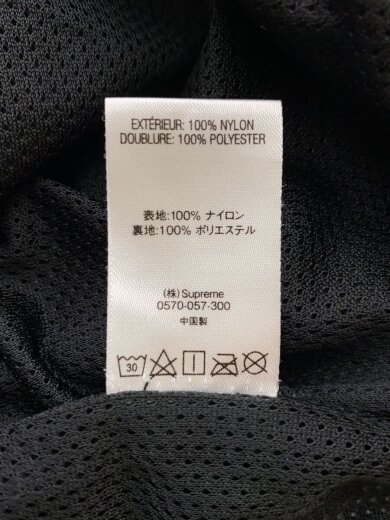 EXTÉRIEUR: 100% NYLON
DOUBLURE: 100% POLYESTER
表地:100% ナイロン
裏地:100% ポリエステル
(株)Supreme
0570-057-300
中国製
30